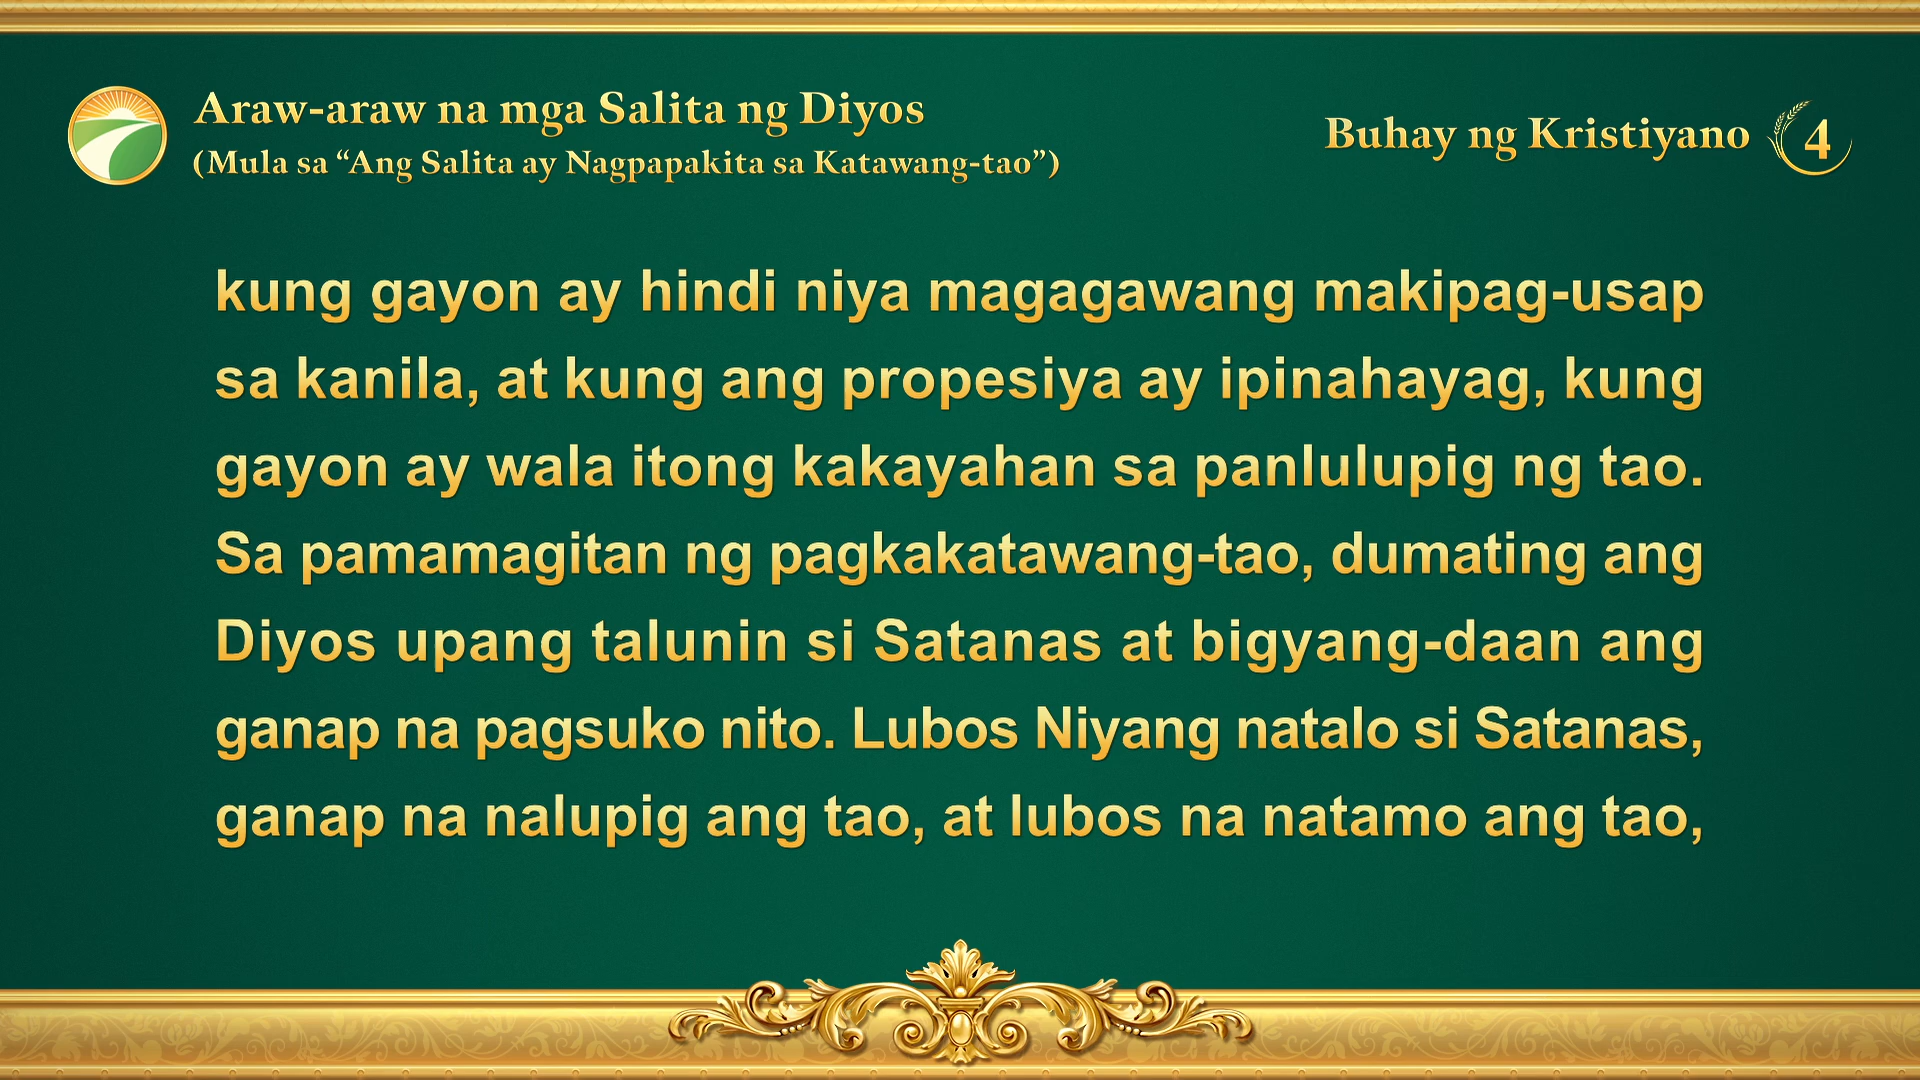 Araw-araw na mga Salita ng Diyos
(Mula sa “Ang Salita ay Nagpapakita sa Katawang-tao”)
Buhay ng Kristiyano 4
kung gayon ay hindi niya magagawang makipag-usap
sa kanila, at kung ang propesiya ay ipinahayag, kung
gayon ay wala itong kakayahan sa panlulupig ng tao.
Sa pamamagitan ng pagkakatawang-tao, dumating ang
Diyos upang talunin si Satanas at bigyang-daan ang
ganap na pagsuko nito. Lubos Niyang natalo si Satanas,
ganap na nalupig ang tao, at lubos na natamo ang tao,